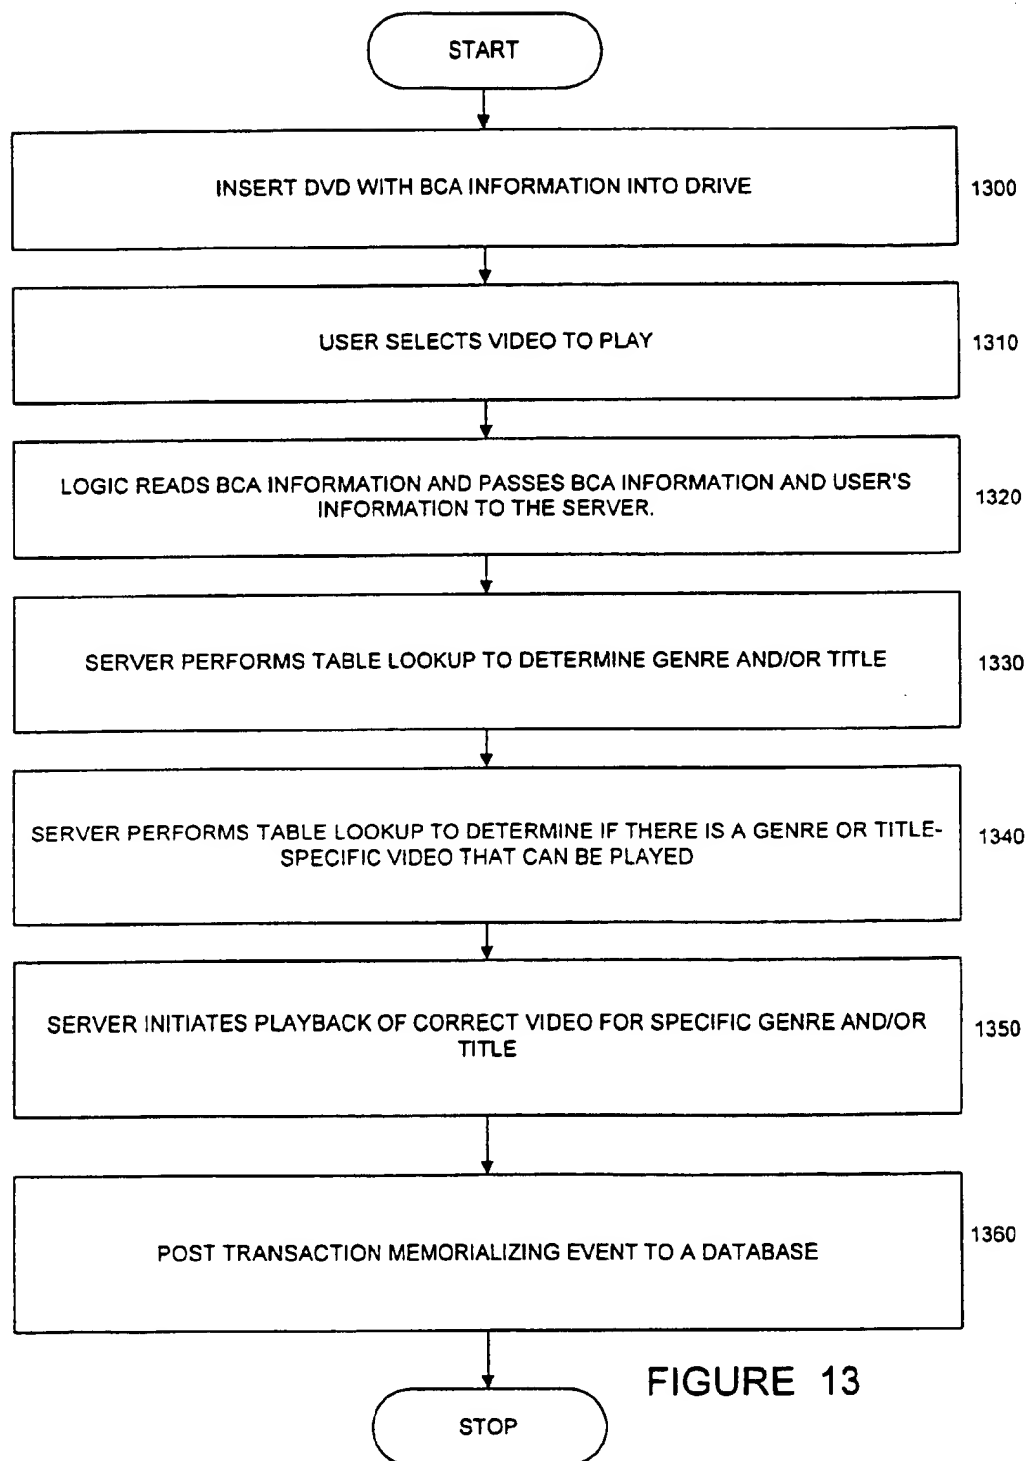 START
INSERT DVD WITH BCA INFORMATION INTO DRIVE
1300
USER SELECTS VIDEO TO PLAY
1310
LOGIC READS BCA INFORMATION AND PASSES BCA INFORMATION AND USER'S
INFORMATION TO THE SERVER.
1320
SERVER PERFORMS TABLE LOOKUP TO DETERMINE GENRE AND/OR TITLE
1330
SERVER PERFORMS TABLE LOOKUP TO DETERMINE IF THERE IS A GENRE OR TITLE-
SPECIFIC VIDEO THAT CAN BE PLAYED
1340
SERVER INITIATES PLAYBACK OF CORRECT VIDEO FOR SPECIFIC GENRE AND/OR
TITLE
1350
POST TRANSACTION MEMORIALIZING EVENT TO A DATABASE
1360
FIGURE 13
STOP